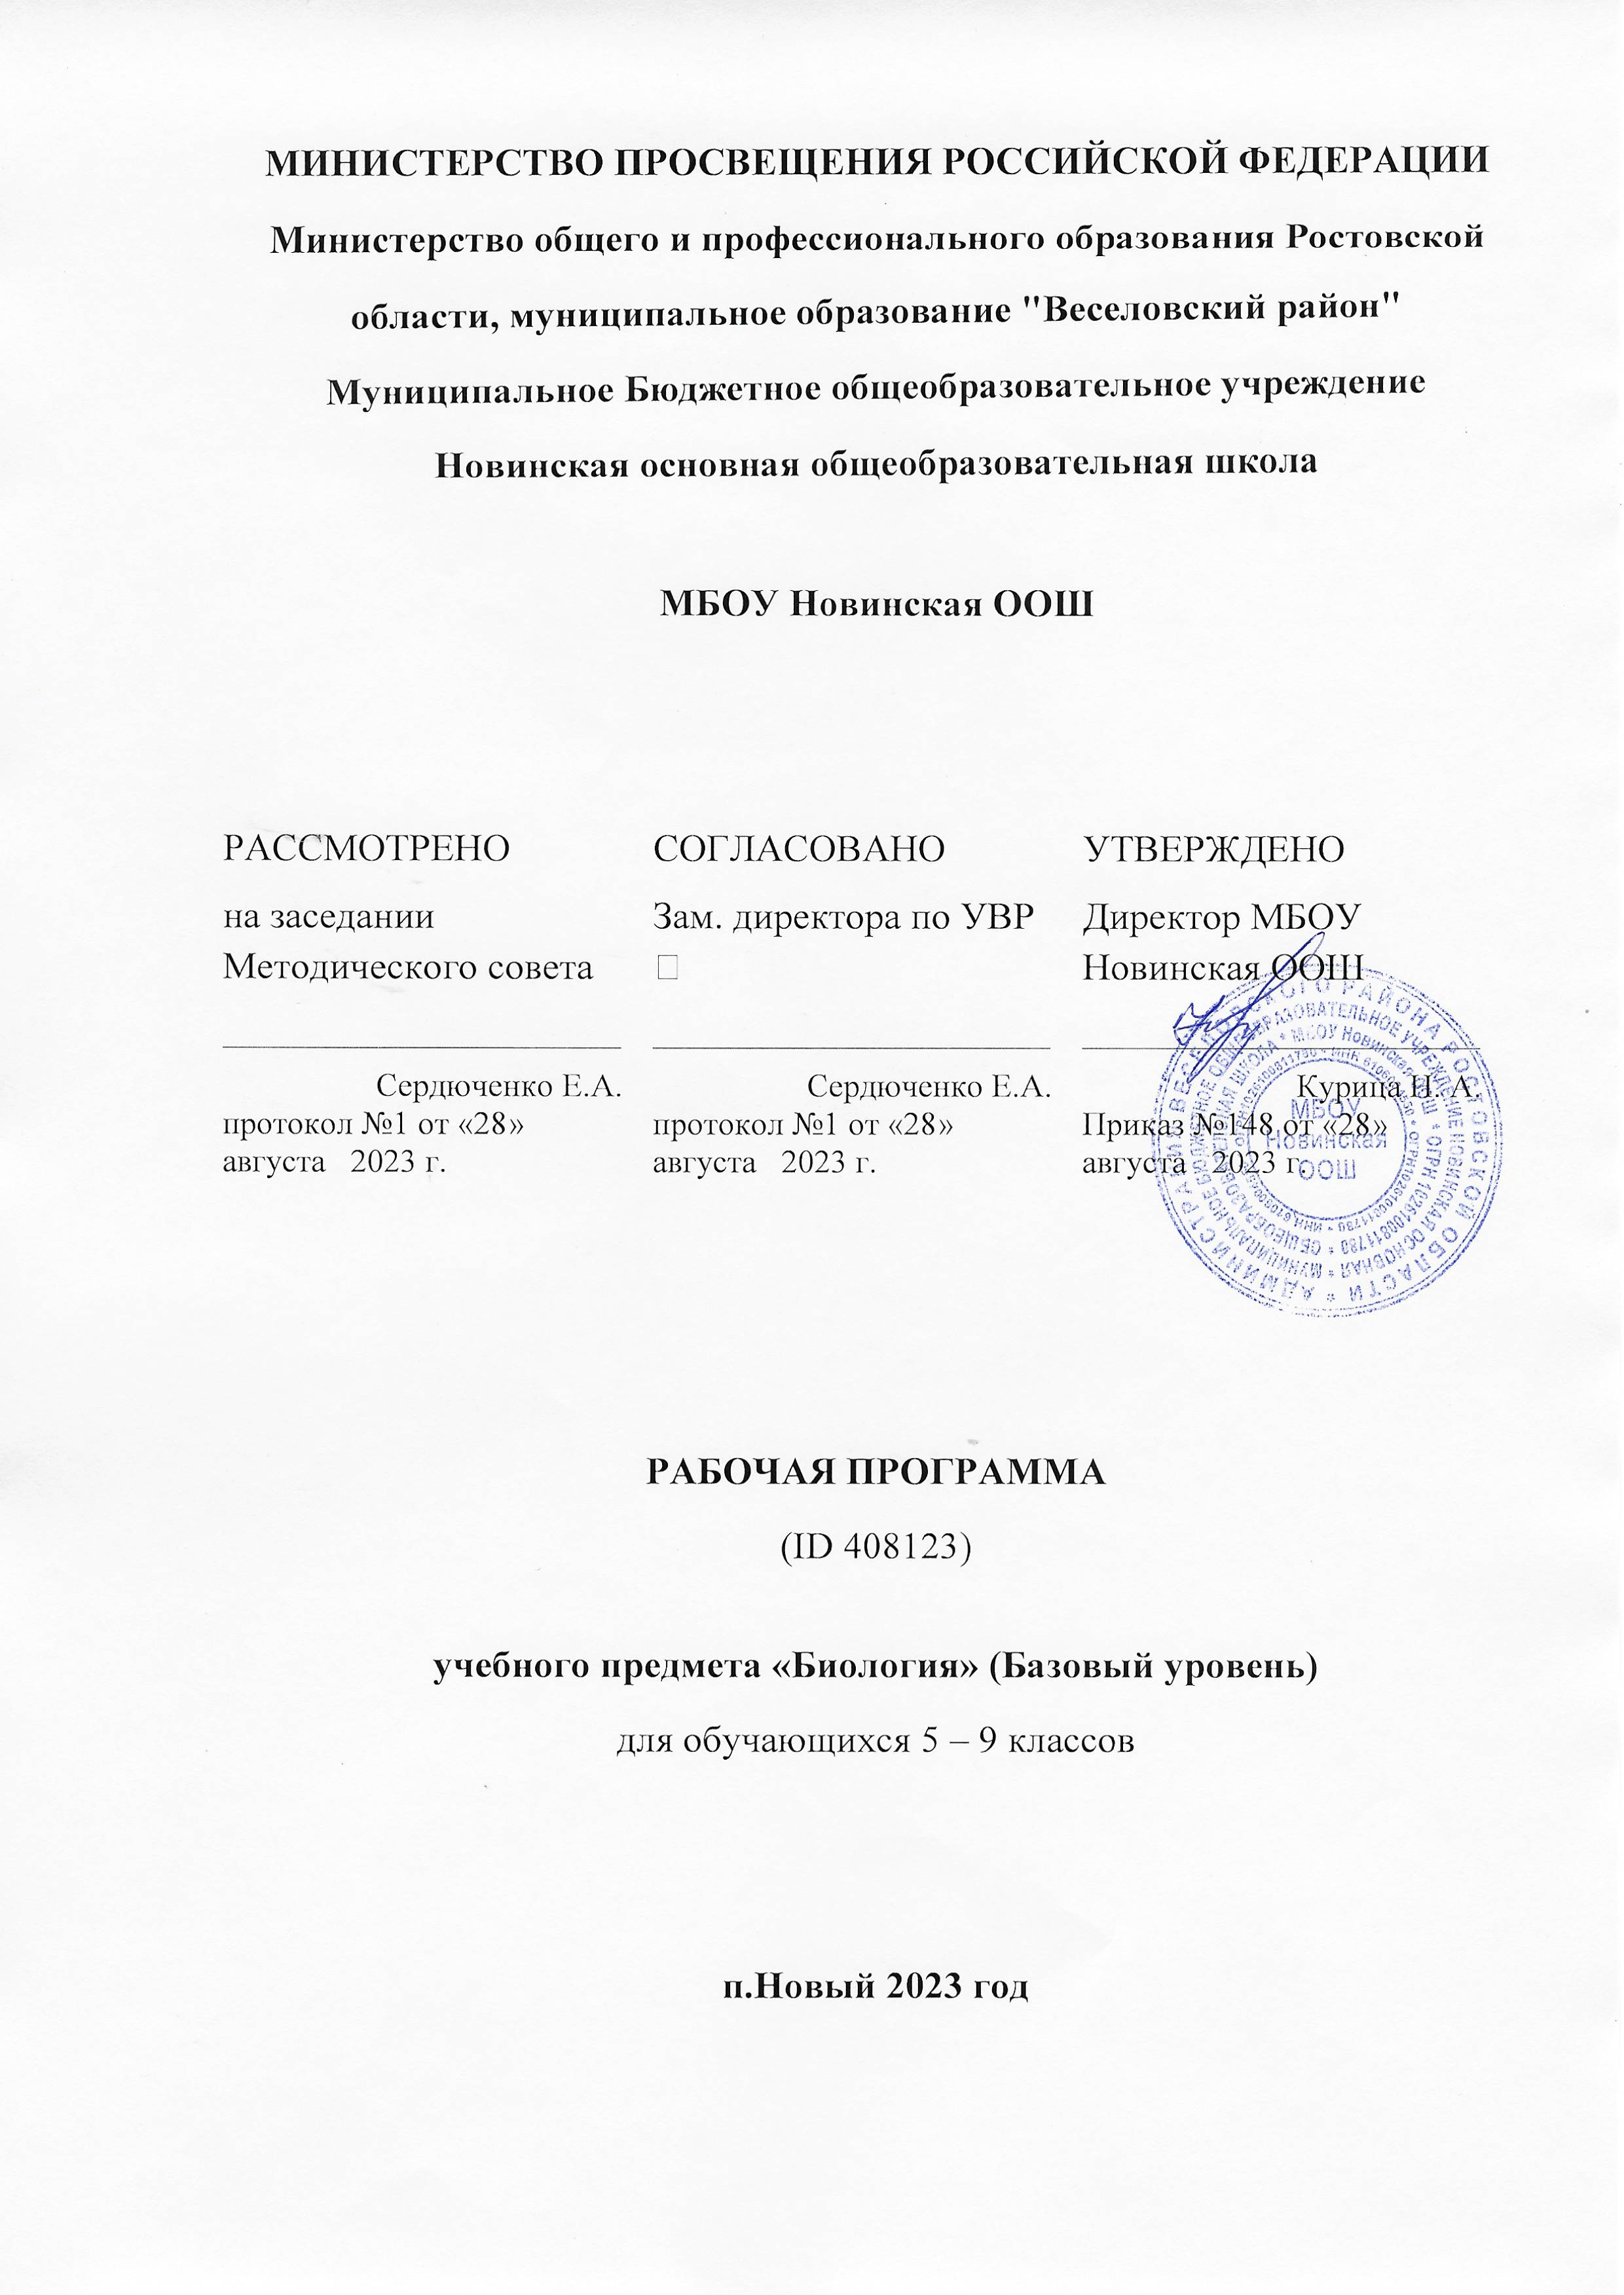 МИНИСТЕРСТВО ПРОСВЕЩЕНИЯ РОССИЙСКОЙ ФЕДЕРАЦИИ
Министерство общего и профессионального образования Ростовской
области, муниципальное образование "Веселовский район"
Муниципальное Бюджетное общеобразовательное учреждение
Новинская основная общеобразовательная школа
МБОУ Новинская ООШ
РАССМОТРЕНО
на заседании
Методического совета
Сердюченко Е.А.
протокол №1 от «28»
августа 2023 г.
СОГЛАСОВАНО
Зам. директора по УВР
Сердюченко Е.А.
протокол №1 от «28»
августа 2023 г.
УТВЕРЖДЕНО
Директор МБОУ
Новинская ООШ
Курица Н. А.
Приказ №148 от «28»
августа 2023 г.
МБОУ
Новинская
ООШ
РАБОЧАЯ ПРОГРАММА
(ID 408123)
учебного предмета «Биология» (Базовый уровень)
для обучающихся 5 – 9 классов
п.Новый 2023 год